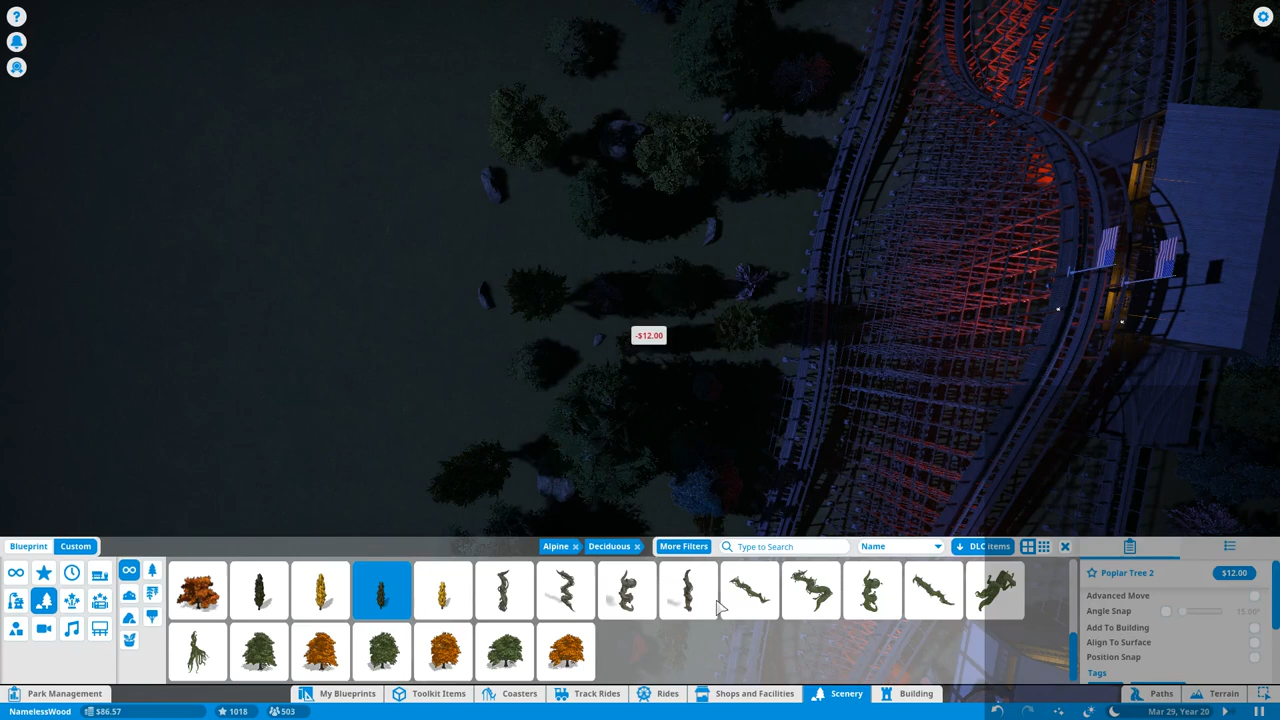 ?
-$12.00
Blueprint Custom Alpine × Deciduous × More Filters Type to Search Name DLC items
Poplar Tree 2 $12.00
Advanced Move
Angle Snap 15.00°
Add To Building
Align To Surface
Position Snap
Tags
Park Management My Blueprints Toolkit Items Coasters Track Rides Rides Shops and Facilities Scenery Building Paths Terrain
NamelessWood $86.57 1018 503 Mar 29, Year 20